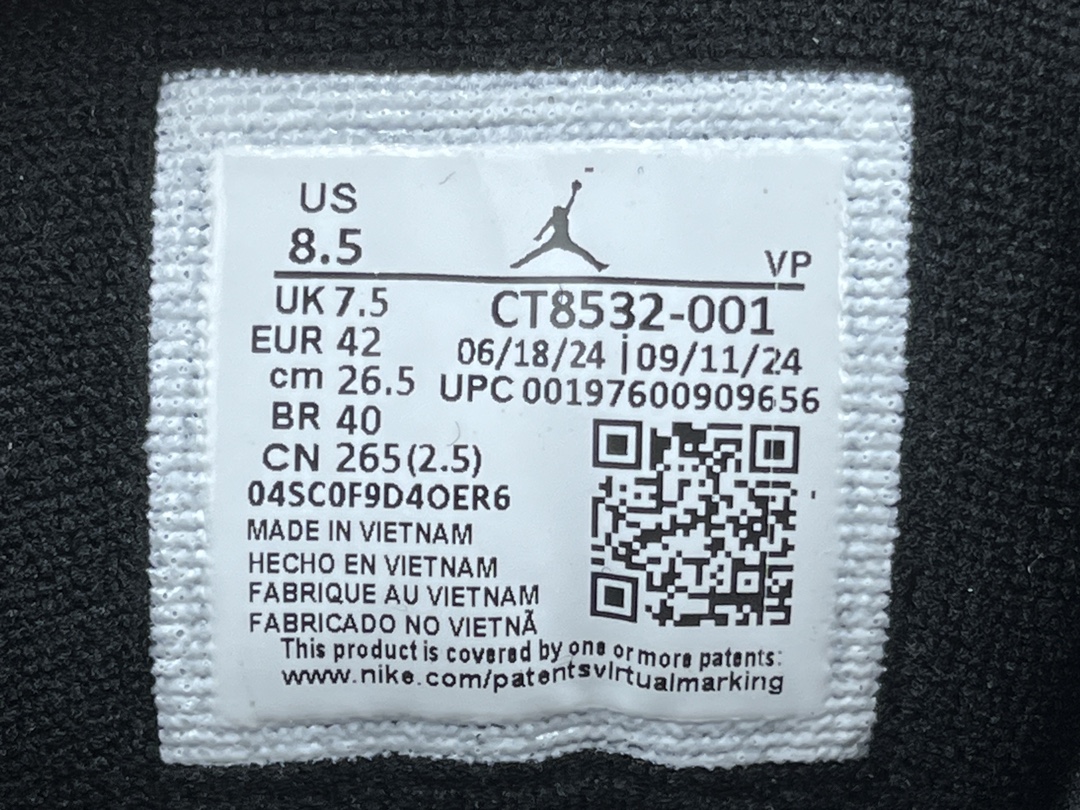 US
8.5
VP
UK 7.5
CT8532-001
EUR 42
06/18/24 | 09/11/24
cm 26.5
UPC 00197600909656
BR 40
CN 265(2.5)
04SC0F9D4OER6
MADE IN VIETNAM
HECHO EN VIETNAM
FABRIQUE AU VIETNAM
FABRICADO NO VIETNÃ
This product is covered by one or more patents:
www.nike.com/patentsvirtualmarking